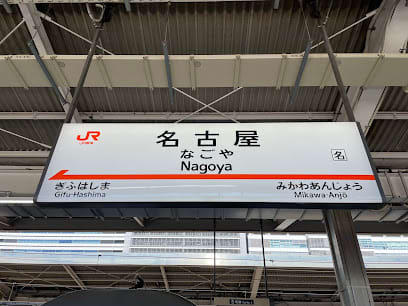 JR
名古屋
なごや
Nagoya
名
ぎふはしま
Gifu-Hashima
みかわあんじょう
Mikawa-Anjō